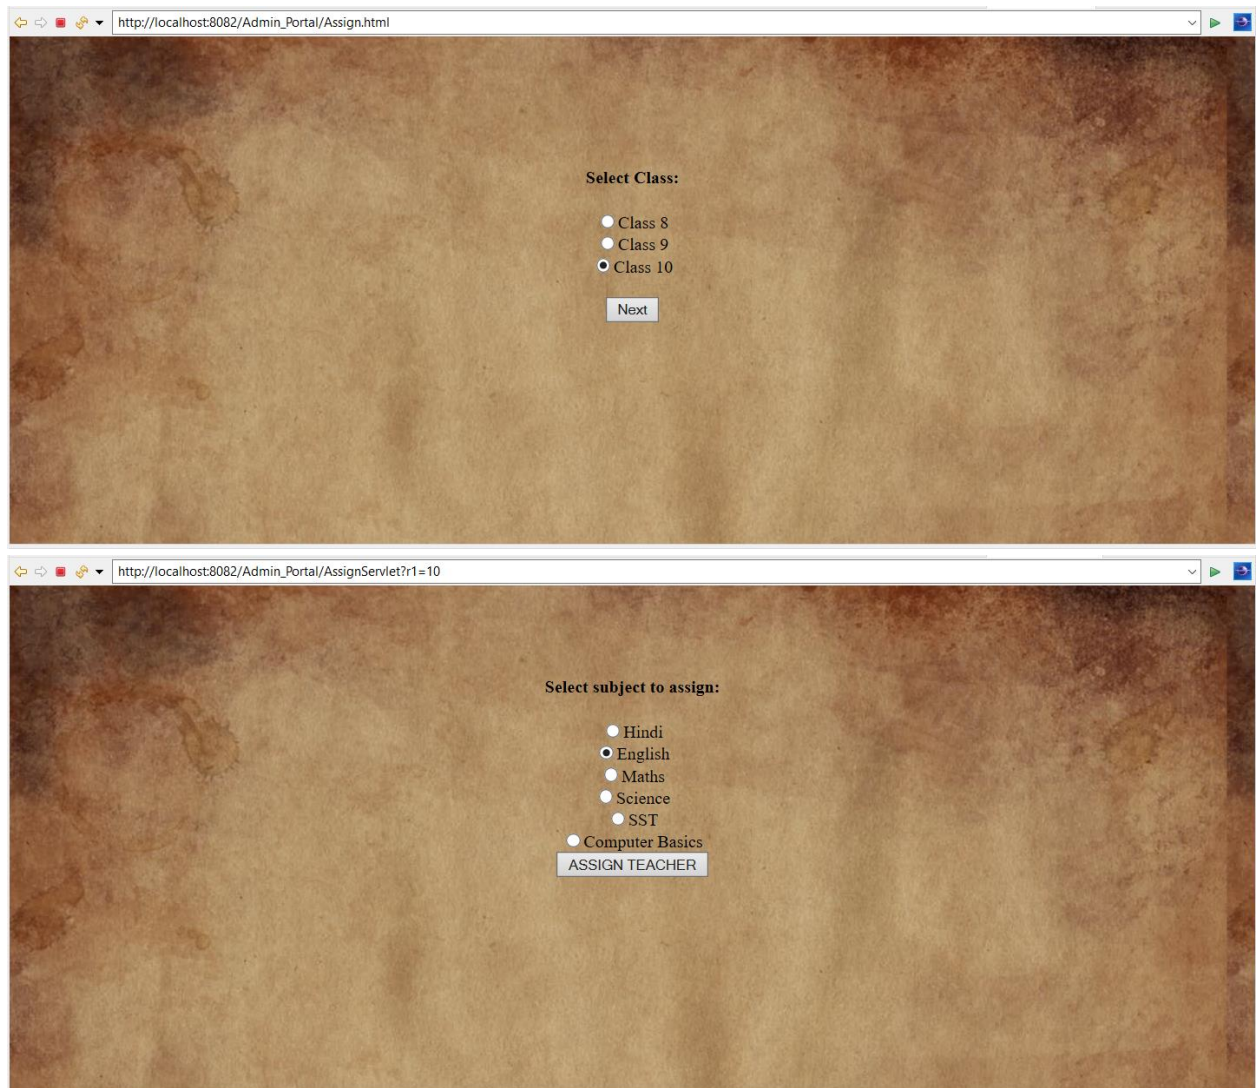 http://localhost:8082/Admin_Portal/Assign.html
Select Class:
Class 8
Class 9
Class 10
Next
http://localhost:8082/Admin_Portal/AssignServlet?r1=10
Select subject to assign:
Hindi
English
Maths
Science
SST
Computer Basics
ASSIGN TEACHER